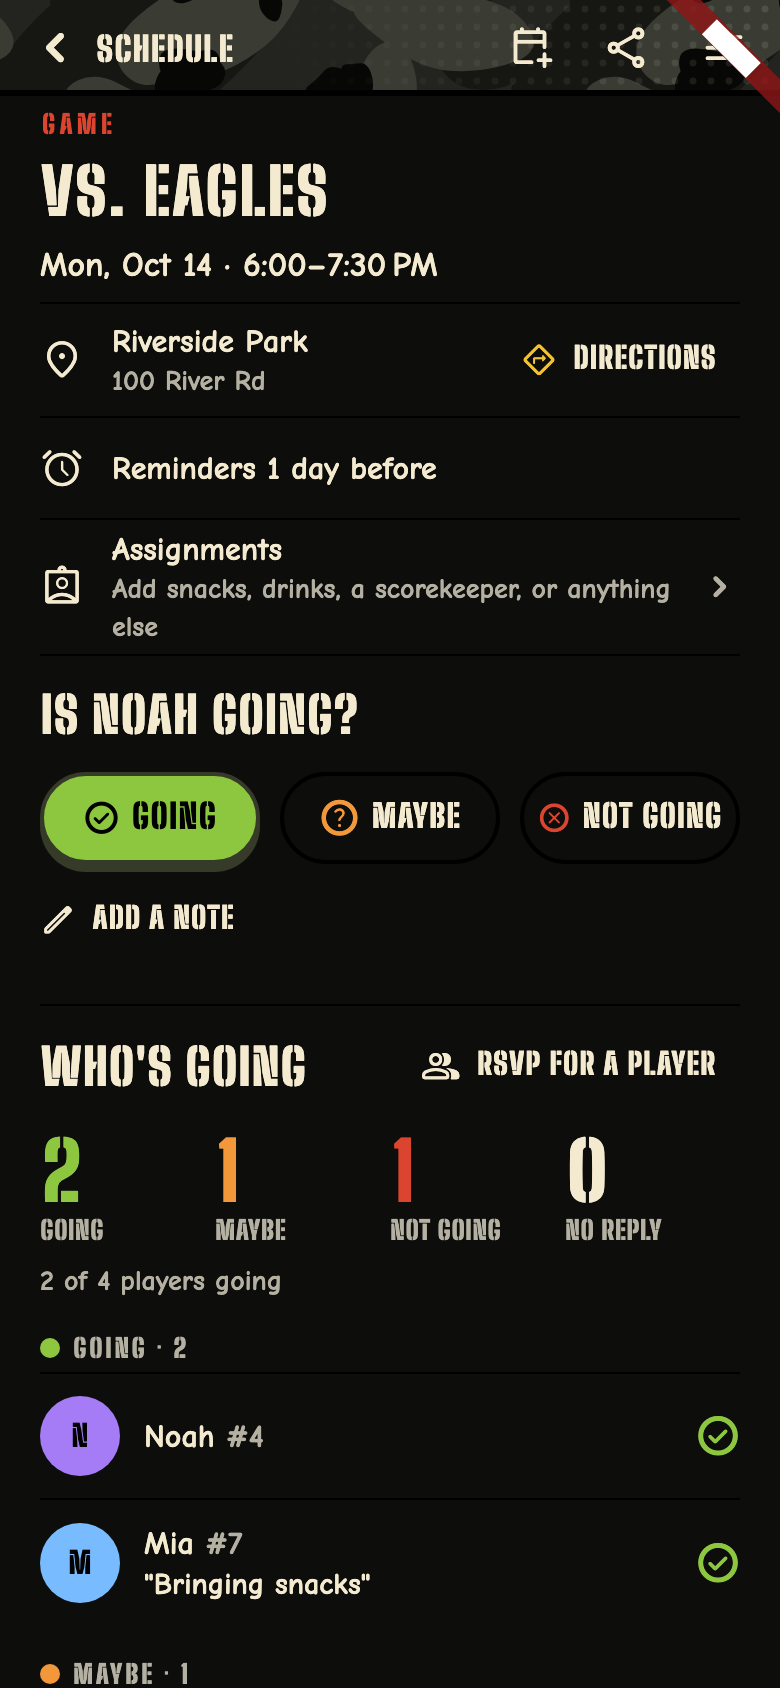 SCHEDULE
GAME
VS. EAGLES
Mon, Oct 14 · 6:00–7:30 PM
Riverside Park
100 River Rd
DIRECTIONS
Reminders 1 day before
Assignments
Add snacks, drinks, a scorekeeper, or anything
else
IS NOAH GOING?
GOING
MAYBE
NOT GOING
ADD A NOTE
WHO'S GOING
RSVP FOR A PLAYER
2
1
1
0
GOING
MAYBE
NOT GOING
NO REPLY
2 of 4 players going
GOING · 2
N
Noah #4
M
Mia #7
"Bringing snacks"
MAYBE · 1